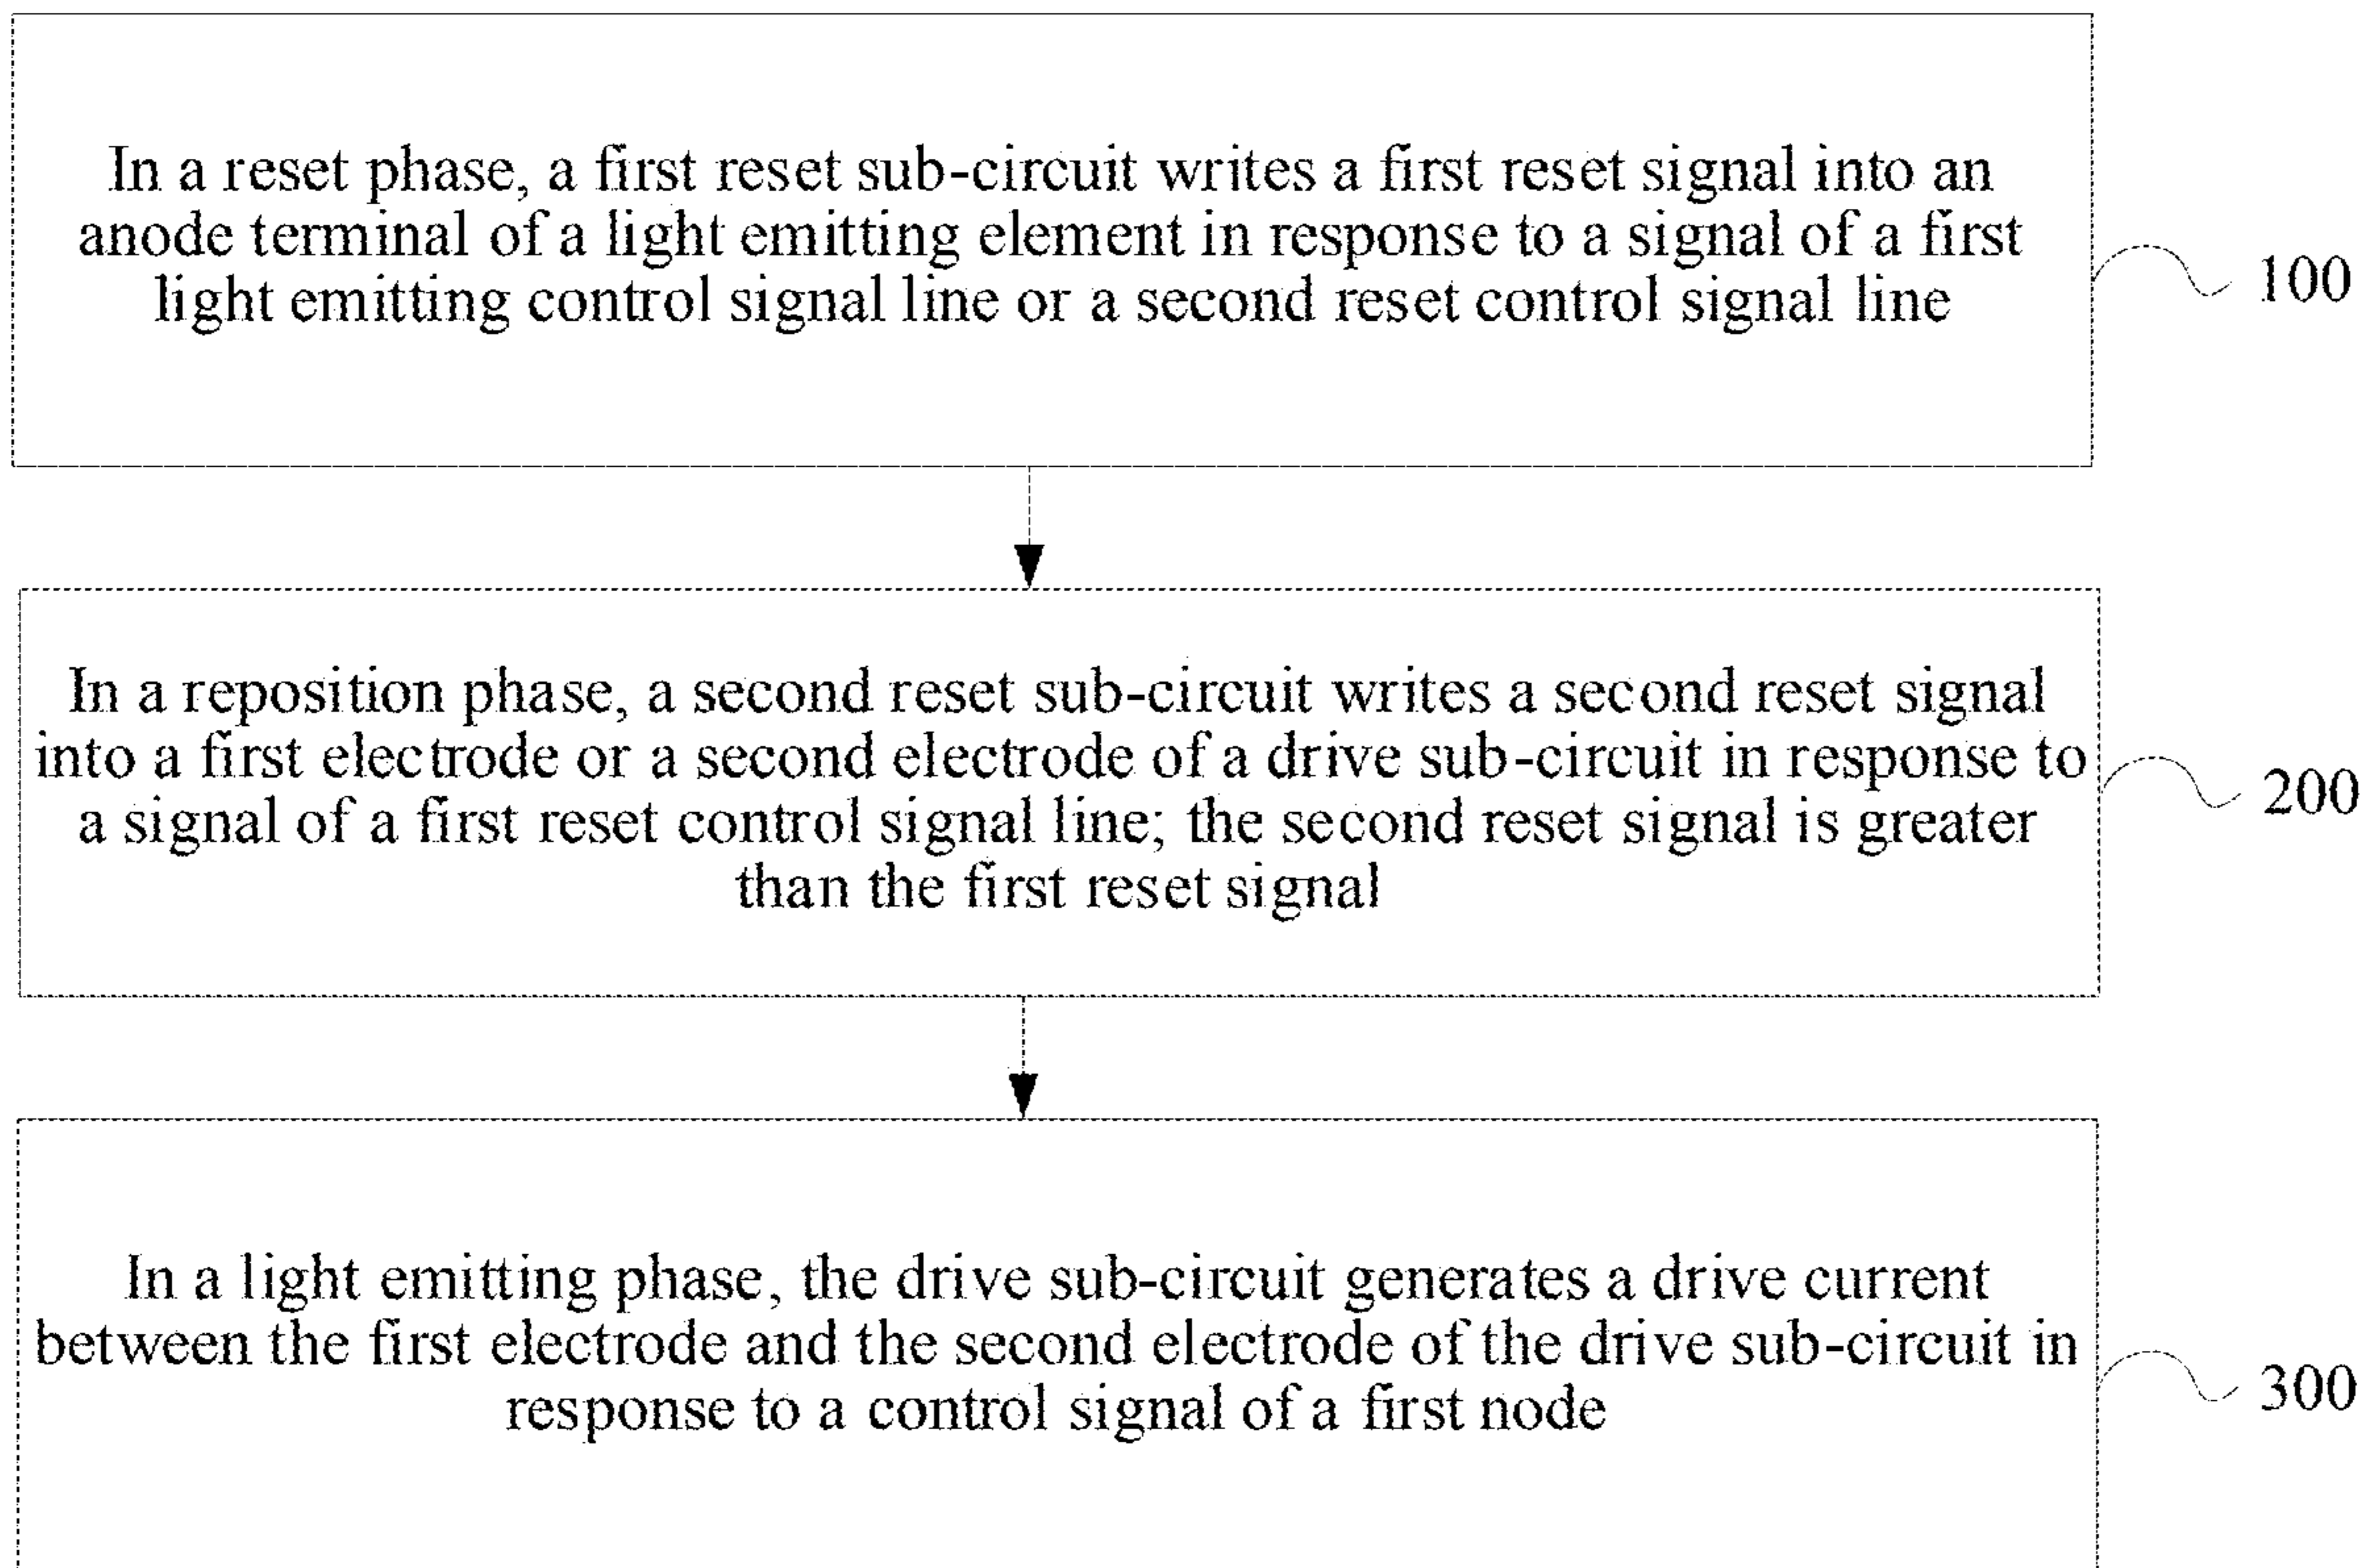 In a reset phase, a first reset sub-circuit writes a first reset signal into an
anode terminal of a light emitting element in response to a signal of a first
light emitting control signal line or a second reset control signal line
100
In a reposition phase, a second reset sub-circuit writes a second reset signal
into a first electrode or a second electrode of a drive sub-circuit in response to
a signal of a first reset control signal line; the second reset signal is greater
than the first reset signal
200
In a light emitting phase, the drive sub-circuit generates a drive current
between the first electrode and the second electrode of the drive sub-circuit in
response to a control signal of a first node
300